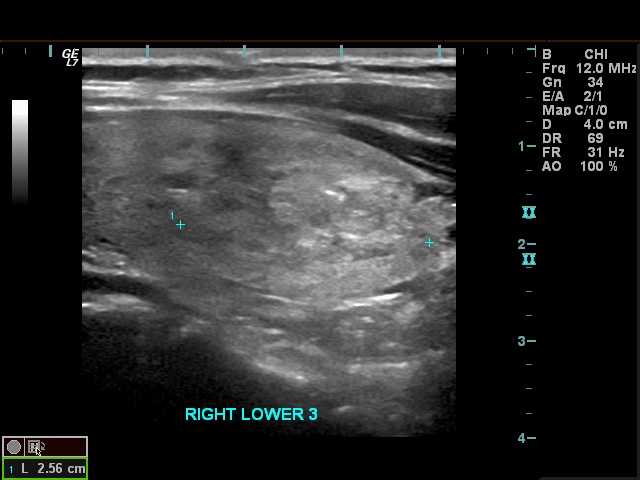 GE
L7
B CHI
Frq 12.0 MHz
Gn 34
E/A 2/1
Map C/1/0
D 4.0 cm
DR 69
FR 31 Hz
AO 100 %
1
1
2
3
4
RIGHT LOWER 3
1 L 2.56 cm